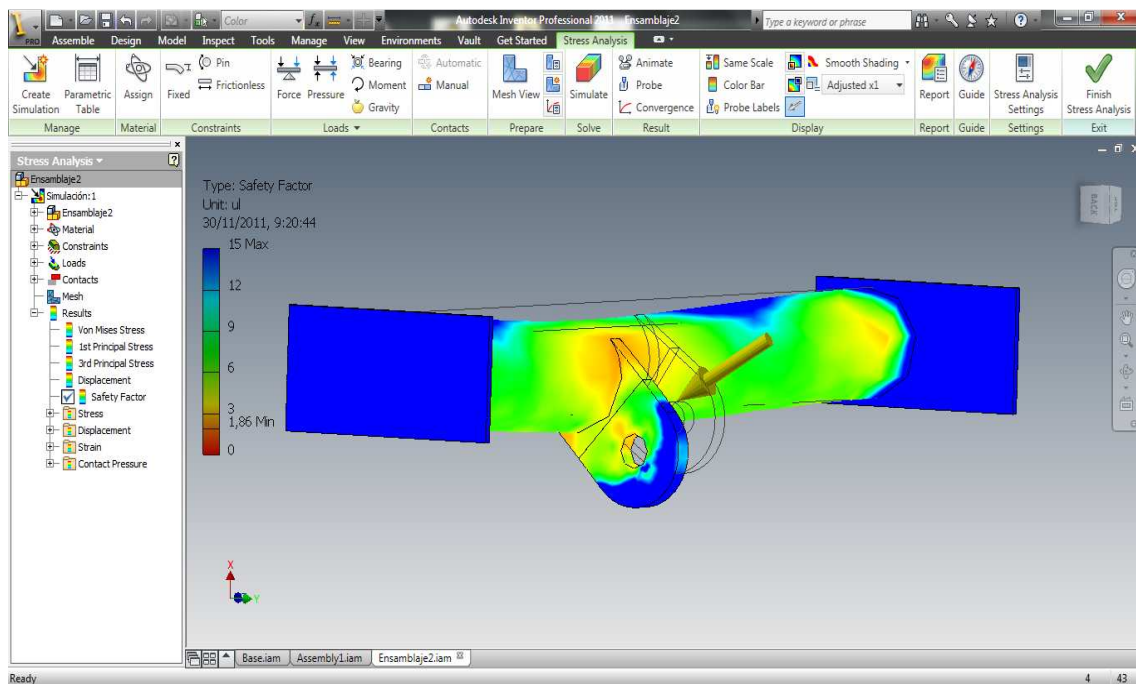 Color
Autodesk Inventor Professional 2011 Ensamblaje2
Type a keyword or phrase
PRO
Assemble Design Model Inspect Tools Manage View Environments Vault Get Started Stress Analysis
Create Simulation
Parametric Table
Assign
Fixed
Pin
Frictionless
Force
Pressure
Bearing
Moment
Gravity
Automatic
Manual
Mesh View
Simulate
Animate
Probe
Convergence
Same Scale
Color Bar
Probe Labels
Smooth Shading
Adjusted x1
Report
Guide
Stress Analysis Settings
Finish Stress Analysis
Manage Material Constraints Loads Contacts Prepare Solve Result Display Report Guide Settings Exit
Stress Analysis
Ensamblaje2
Simulación:1
Ensamblaje2
Material
Constraints
Loads
Contacts
Mesh
Results
Von Mises Stress
1st Principal Stress
3rd Principal Stress
Displacement
Safety Factor
Stress
Displacement
Strain
Contact Pressure
Type: Safety Factor
Unit: ul
30/11/2011, 9:20:44
15 Max
12
9
6
3
1,86 Min
0
BACK
X
Y
Base.iam Assembly1.iam Ensamblaje2.iam
Ready
4 43